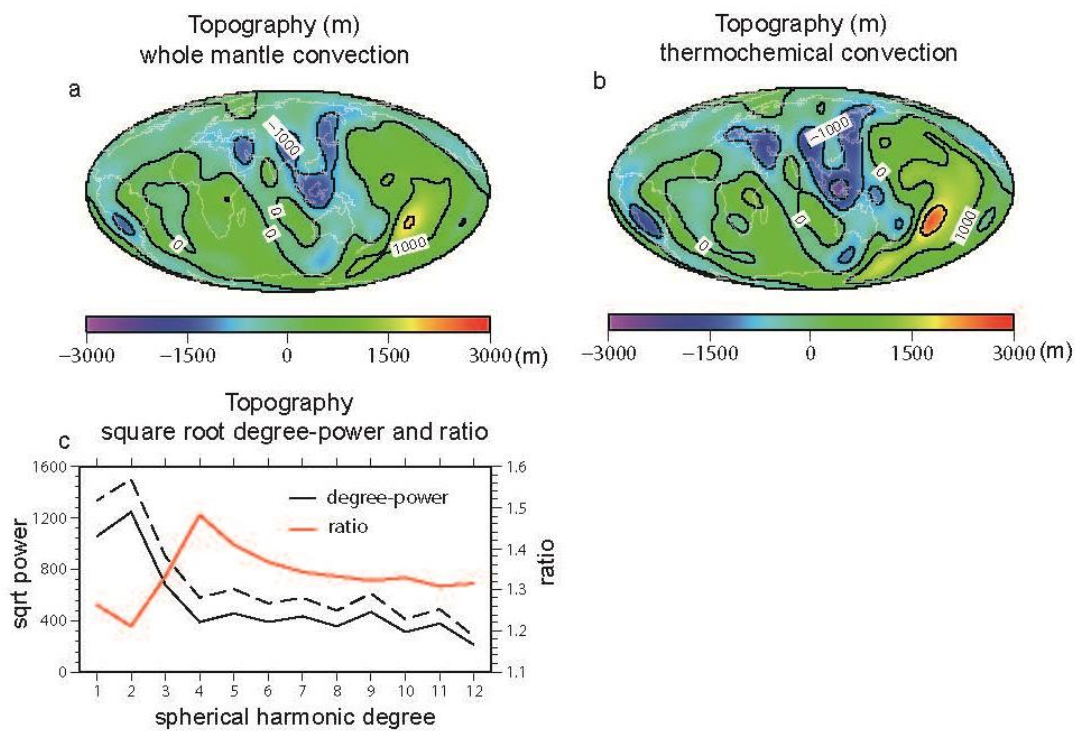 Topography (m)
whole mantle convection
a
−1000
0
0
0
1000
−3000 −1500 0 1500 3000 (m)
Topography (m)
thermochemical convection
b
−1000
0
0
0
1000
−3000 −1500 0 1500 3000 (m)
Topography
square root degree-power and ratio
c
1600
1200
800
400
0
sqrt power
degree-power
ratio
1.6
1.5
1.4
1.3
1.2
1.1
ratio
1 2 3 4 5 6 7 8 9 10 11 12
spherical harmonic degree